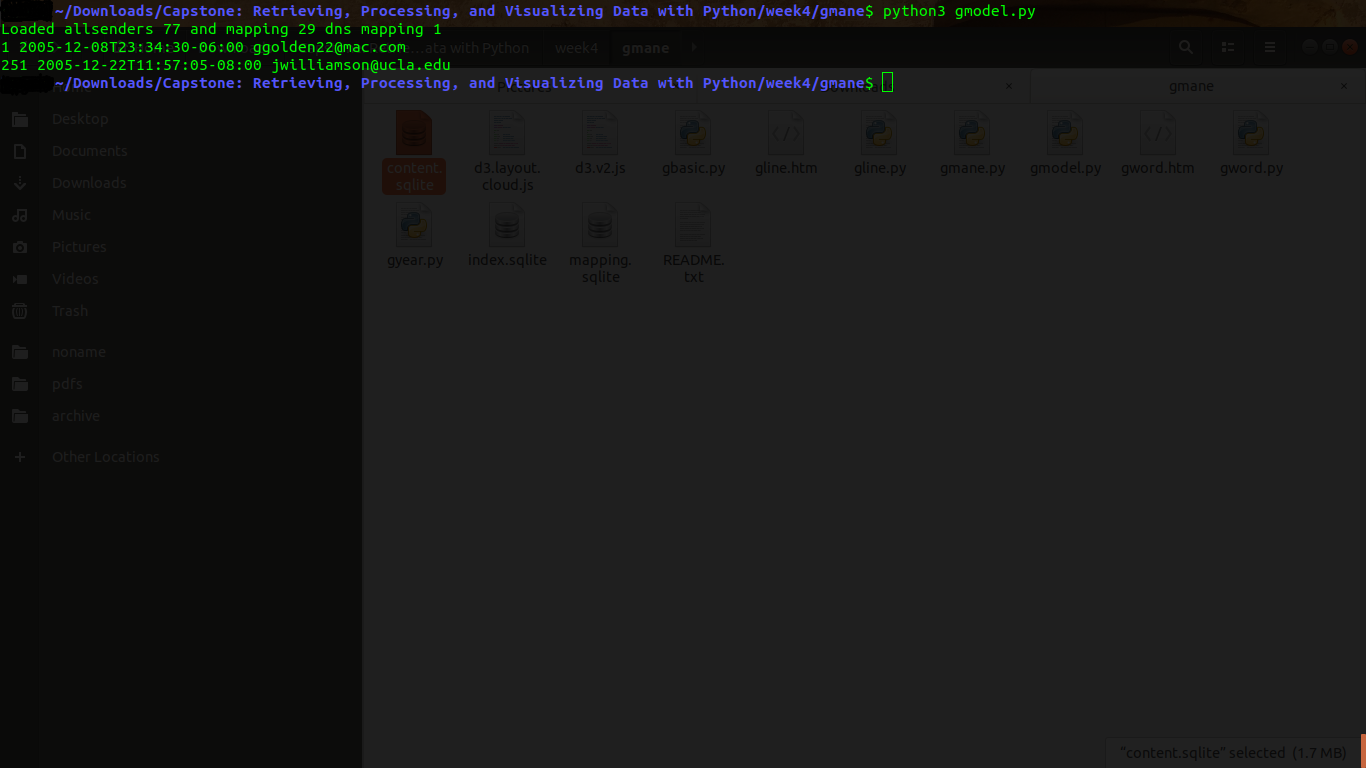 ~/Downloads/Capstone: Retrieving, Processing, and Visualizing Data with Python/week4/gmane$ python3 gmodel.py
Loaded allsenders 77 and mapping 29 dns mapping 1
1 2005-12-08T23:34:30-06:00 ggolden22@mac.com
251 2005-12-22T11:57:05-08:00 jwilliamson@ucla.edu
~/Downloads/Capstone: Retrieving, Processing, and Visualizing Data with Python/week4/gmane$
ata with Python week4 gmane
Pictures gmane
Desktop
Documents
Downloads
Music
Pictures
Videos
Trash
noname
pdfs
archive
Other Locations
content. d3.layout. d3.v2.js gbasic.py gline.htm gline.py gmane.py gmodel.py gword.htm gword.py
sqlite cloud.js
gyear.py index.sqlite mapping. README.
sqlite txt
"content.sqlite" selected (1.7 MB)